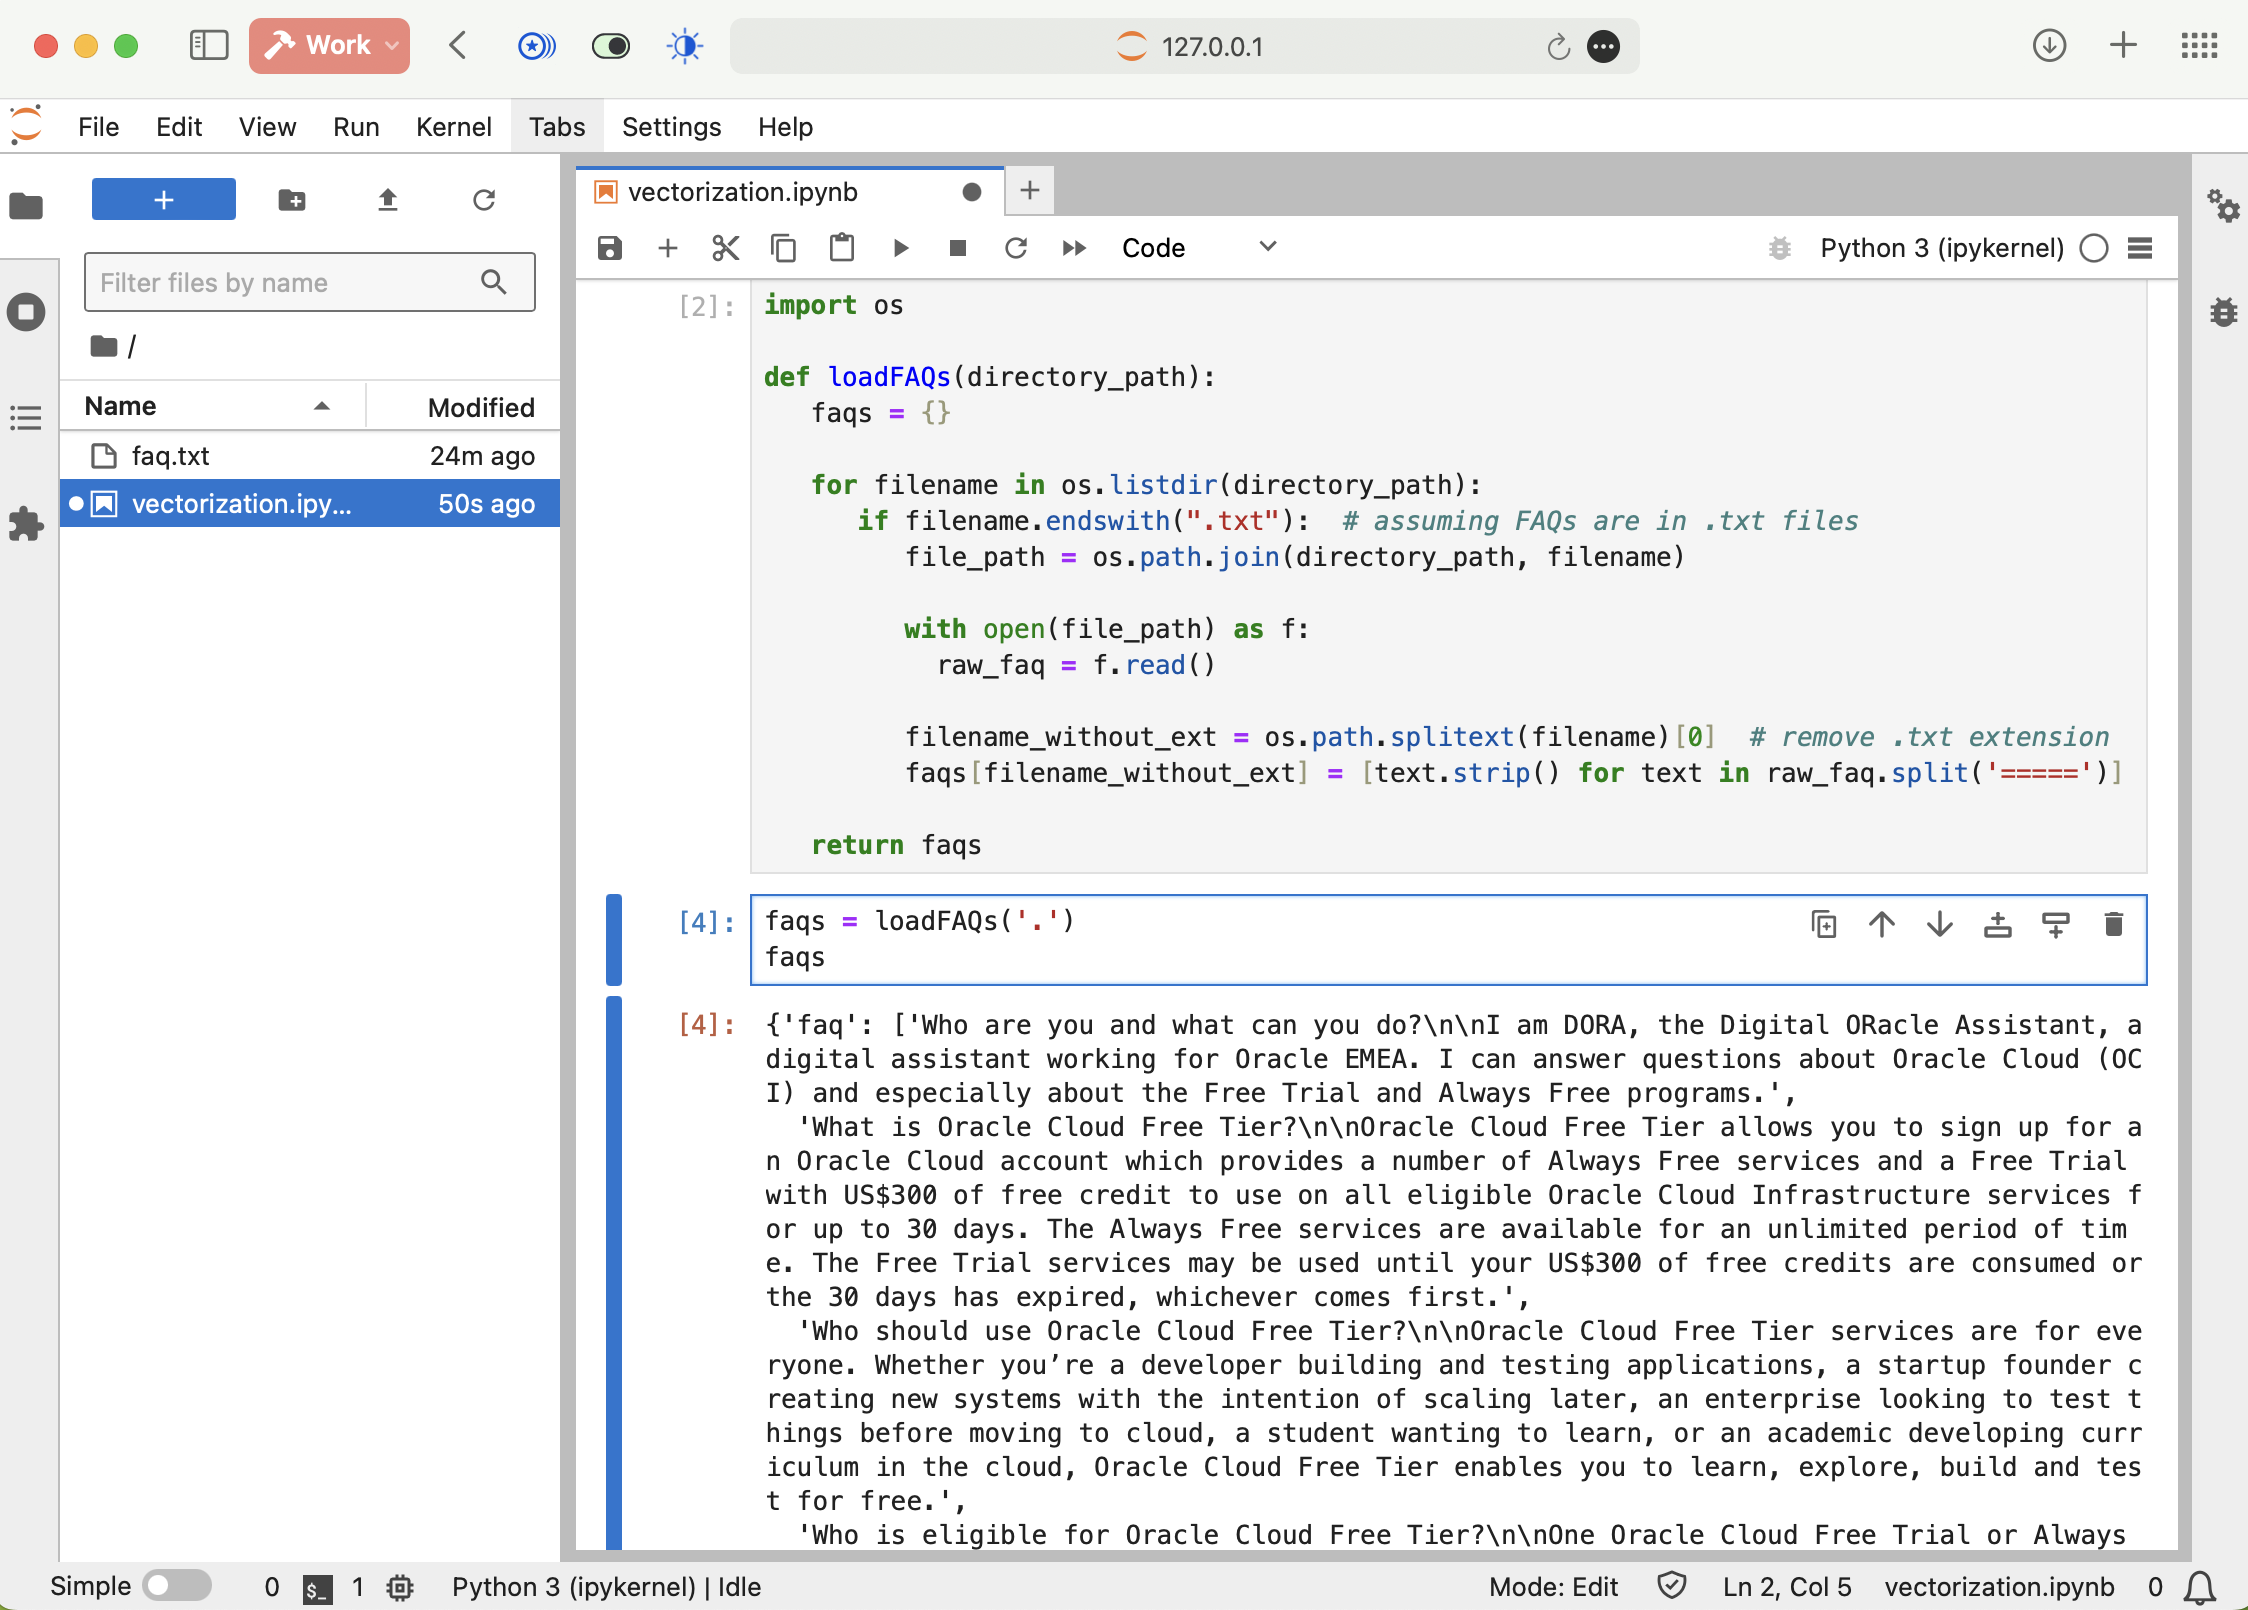 Work
127.0.0.1
File Edit View Run Kernel Tabs Settings Help
+
Filter files by name
/
Name Modified
faq.txt 24m ago
vectorization.ipy... 50s ago
vectorization.ipynb
Code
Python 3 (ipykernel)
[2]:
import os
def loadFAQs(directory_path):
   faqs = {}
   for filename in os.listdir(directory_path):
      if filename.endswith(".txt"):  # assuming FAQs are in .txt files
         file_path = os.path.join(directory_path, filename)
         with open(file_path) as f:
           raw_faq = f.read()
         filename_without_ext = os.path.splitext(filename)[0]  # remove .txt extension
         faqs[filename_without_ext] = [text.strip() for text in raw_faq.split('=====')]
   return faqs
[4]:
faqs = loadFAQs('.')
faqs
[4]:
{'faq': ['Who are you and what can you do?\n\nI am DORA, the Digital ORacle Assistant, a
digital assistant working for Oracle EMEA. I can answer questions about Oracle Cloud (OC
I) and especially about the Free Trial and Always Free programs.',
  'What is Oracle Cloud Free Tier?\n\nOracle Cloud Free Tier allows you to sign up for a
n Oracle Cloud account which provides a number of Always Free services and a Free Trial
with US$300 of free credit to use on all eligible Oracle Cloud Infrastructure services f
or up to 30 days. The Always Free services are available for an unlimited period of tim
e. The Free Trial services may be used until your US$300 of free credits are consumed or
the 30 days has expired, whichever comes first.',
  'Who should use Oracle Cloud Free Tier?\n\nOracle Cloud Free Tier services are for eve
ryone. Whether you’re a developer building and testing applications, a startup founder c
reating new systems with the intention of scaling later, an enterprise looking to test t
hings before moving to cloud, a student wanting to learn, or an academic developing curr
iculum in the cloud, Oracle Cloud Free Tier enables you to learn, explore, build and tes
t for free.',
  'Who is eligible for Oracle Cloud Free Tier?\n\nOne Oracle Cloud Free Trial or Always
Simple 0 $_ 1 Python 3 (ipykernel) | Idle Mode: Edit Ln 2, Col 5 vectorization.ipynb 0